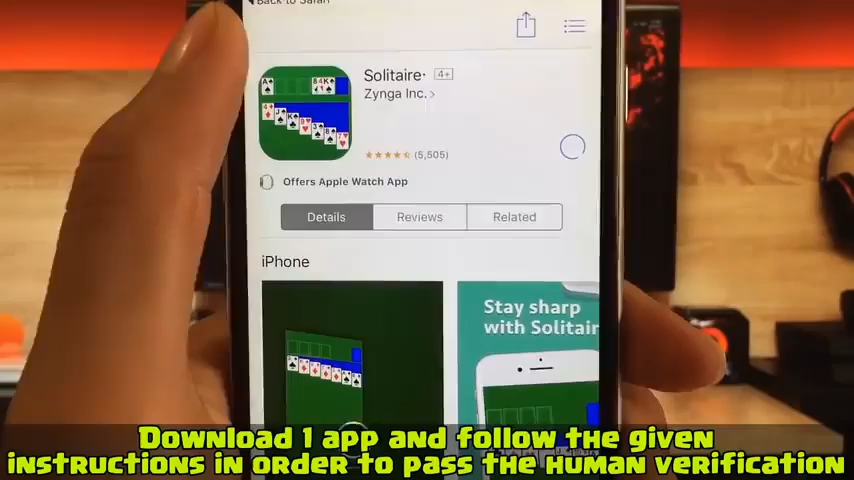 Back to Safari
Solitaire· 4+
Zynga Inc. >
(5,505)
Offers Apple Watch App
Details Reviews Related
iPhone
Stay sharp
with Solitair
Download 1 app and follow the given
instructions in order to pass the human verification